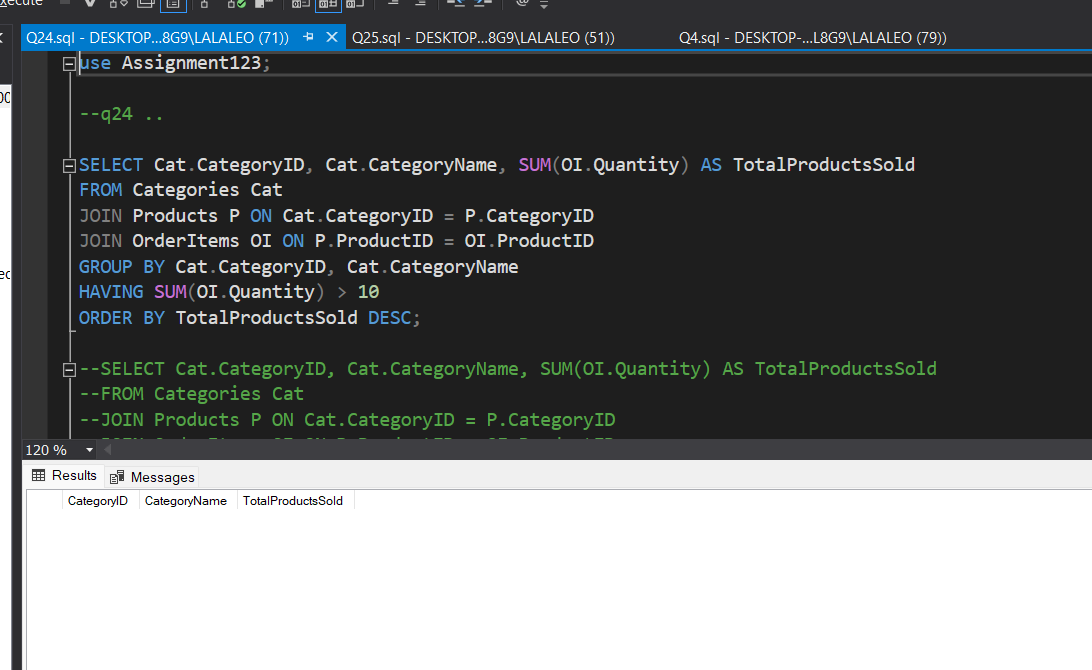 xecute
Q24.sql - DESKTOP...8G9\LALALEO (71))
Q25.sql - DESKTOP...8G9\LALALEO (51))
Q4.sql - DESKTOP-...L8G9\LALALEO (79))
use Assignment123;
--q24 ..
SELECT Cat.CategoryID, Cat.CategoryName, SUM(OI.Quantity) AS TotalProductsSold
FROM Categories Cat
JOIN Products P ON Cat.CategoryID = P.CategoryID
JOIN OrderItems OI ON P.ProductID = OI.ProductID
GROUP BY Cat.CategoryID, Cat.CategoryName
HAVING SUM(OI.Quantity) > 10
ORDER BY TotalProductsSold DESC;
--SELECT Cat.CategoryID, Cat.CategoryName, SUM(OI.Quantity) AS TotalProductsSold
--FROM Categories Cat
--JOIN Products P ON Cat.CategoryID = P.CategoryID
120 %
Results
Messages
CategoryID CategoryName TotalProductsSold